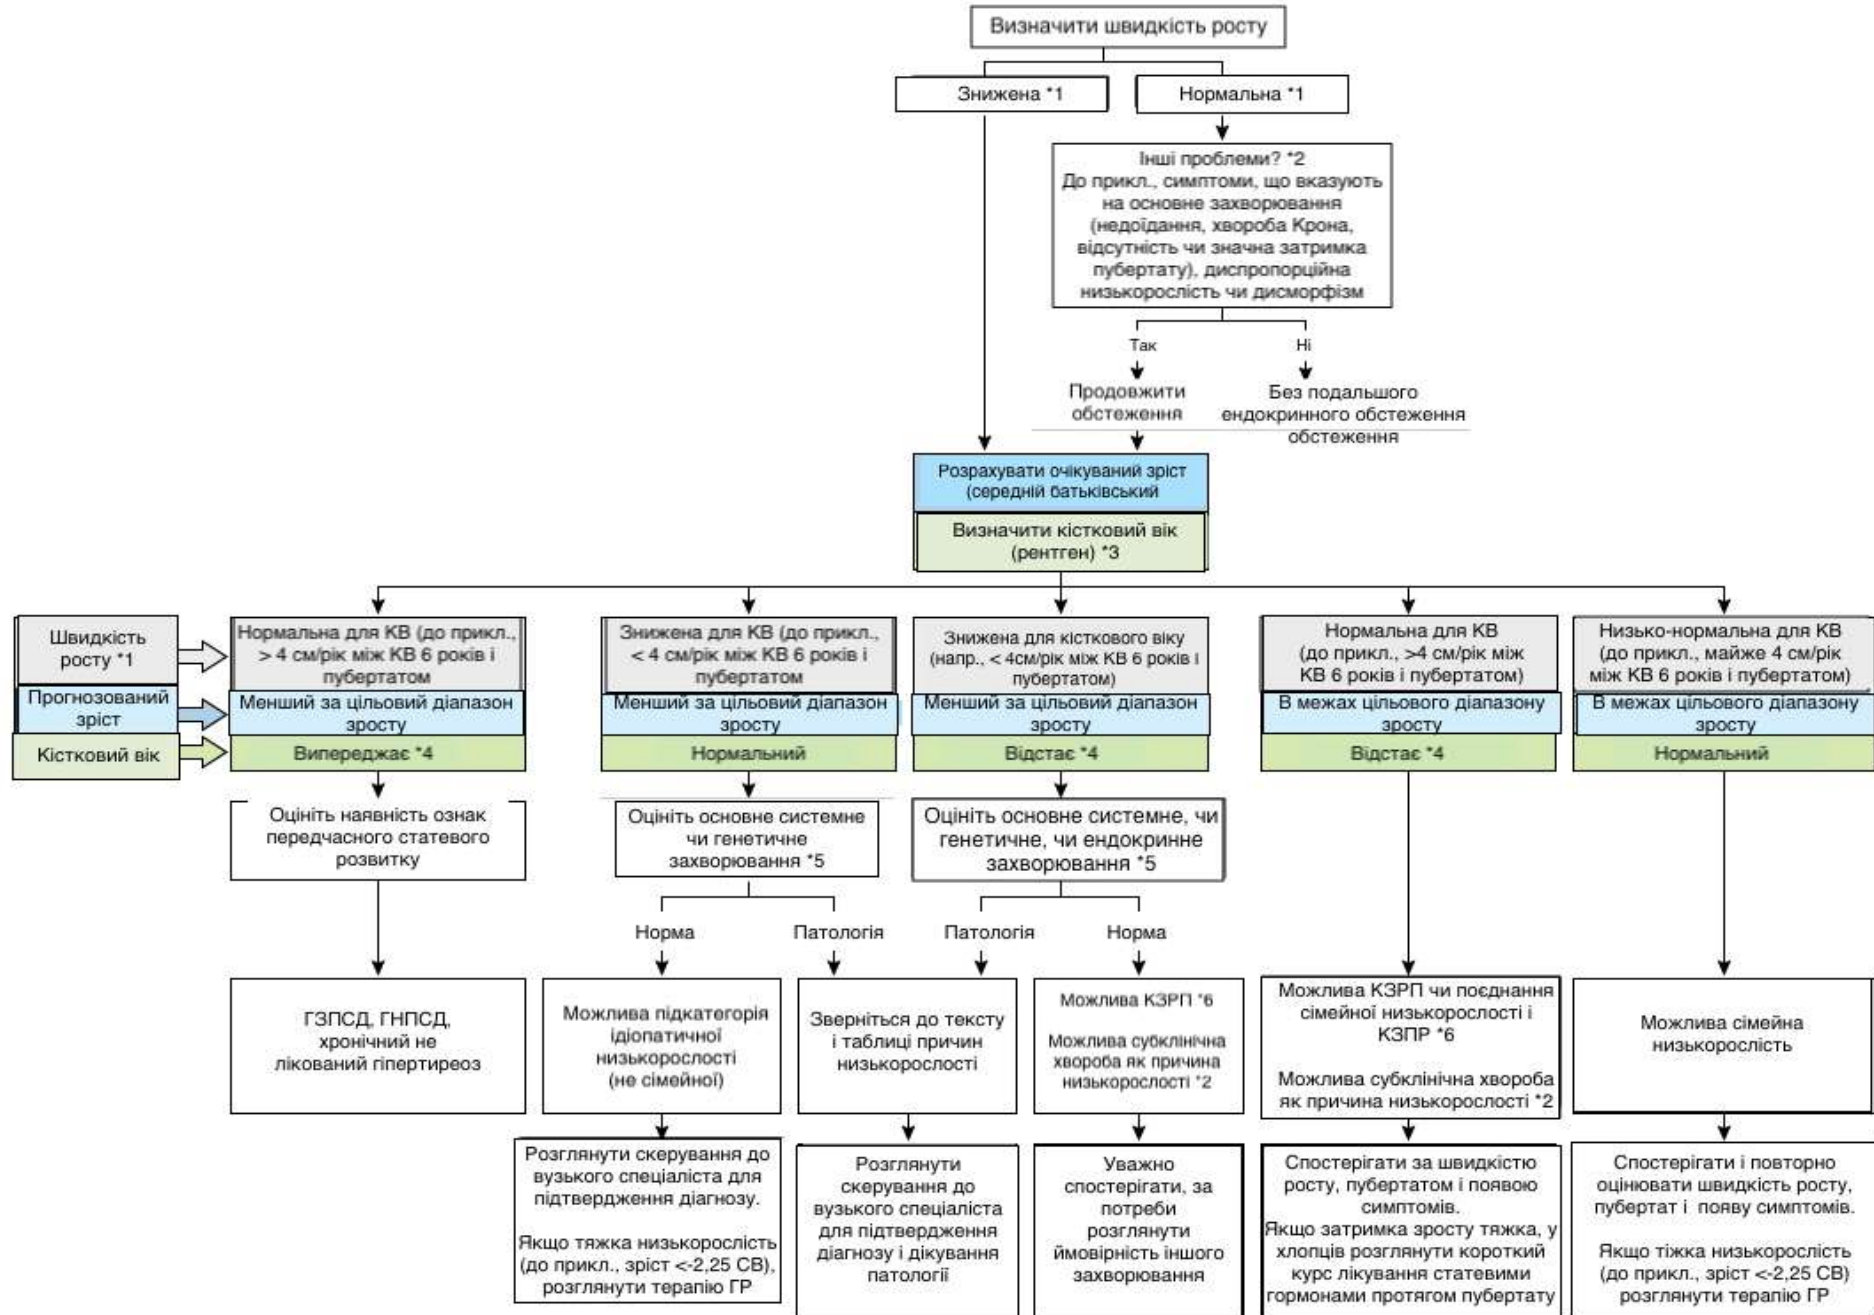 Визначити швидкість росту
Знижена *1
Нормальна *1
Інші проблеми? *2
До прикл., симптоми, що вказують
на основне захворювання
(недоїдання, хвороба Крона,
відсутність чи значна затримка
пубертату), диспропорційна
низькорослість чи дисморфізм
Так
Ні
Продовжити
обстеження
Без подальшого
ендокринного обстеження
обстеження
Розрахувати очікуваний зріст
(середній батьківський
Визначити кістковий вік
(рентген) *3
Швидкість
росту *1
Прогнозований
зріст
Кістковий вік
Нормальна для КВ (до прикл.,
> 4 см/рік між КВ 6 років і
пубертатом
Менший за цільовий діапазон
зросту
Випереджає *4
Знижена для КВ (до прикл.,
< 4 см/рік між КВ 6 років і
пубертатом
Менший за цільовий діапазон
зросту
Нормальний
Знижена для кісткового віку
(напр., < 4см/рік між КВ 6 років і
пубертатом)
Менший за цільовий діапазон
зросту
Відстає *4
Нормальна для КВ
(до прикл., >4 см/рік між
КВ 6 років і пубертатом)
В межах цільового діапазону
зросту
Відстає *4
Низько-нормальна для КВ
(до прикл., майже 4 см/рік
між КВ 6 років і пубертатом)
В межах цільового діапазону
зросту
Нормальний
Оцініть наявність ознак
передчасного статевого
розвитку
Оцініть основне системне
чи генетичне
захворювання *5
Оцініть основне системне, чи
генетичне, чи ендокринне
захворювання *5
Норма
Патологія
Патологія
Норма
ГЗПСД, ГНПСД,
хронічний не
лікований гіпертиреоз
Можлива підкатегорія
ідіопатичної
низькорослості
(не сімейної)
Зверніться до тексту
і таблиці причин
низькорослості
Можлива КЗРП *6
Можлива субклінічна
хвороба як причина
низькорослості *2
Можлива КЗРП чи поєднання
сімейної низькорослості і
КЗПР *6
Можлива субклінічна хвороба
як причина низькорослості *2
Можлива сімейна
низькорослість
Розглянути скерування до
вузького спеціаліста для
підтвердження діагнозу.
Якщо тяжка низькорослість
(до прикл., зріст <-2,25 СВ),
розглянути терапію ГР
Розглянути
скерування до
вузького спеціаліста
для підтвердження
діагнозу і дікування
патології
Уважно
спостерігати, за
потреби
розглянути
ймовірність іншого
захворювання
Спостерігати за швидкістю
росту, пубертатом і появою
симптомів.
Якщо затримка зросту тяжка, у
хлопців розглянути короткий
курс лікування статевими
гормонами протягом пубертату
Спостерігати і повторно
оцінювати швидкість росту,
пубертат і появу симптомів.
Якщо тіжка низькорослість
(до прикл., зріст <-2,25 СВ)
розглянути терапію ГР